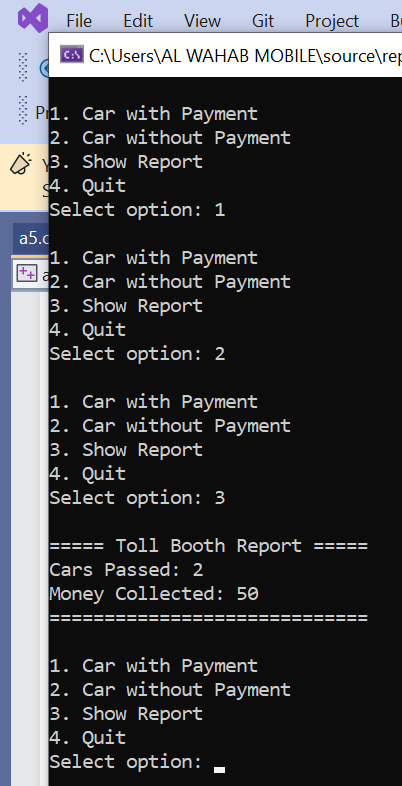 File Edit View Git Project
C:\Users\AL WAHAB MOBILE\source\rep
1. Car with Payment
2. Car without Payment
3. Show Report
4. Quit
Select option: 1
a5.c
1. Car with Payment
2. Car without Payment
3. Show Report
4. Quit
Select option: 2
1. Car with Payment
2. Car without Payment
3. Show Report
4. Quit
Select option: 3
===== Toll Booth Report =====
Cars Passed: 2
Money Collected: 50
=============================
1. Car with Payment
2. Car without Payment
3. Show Report
4. Quit
Select option: